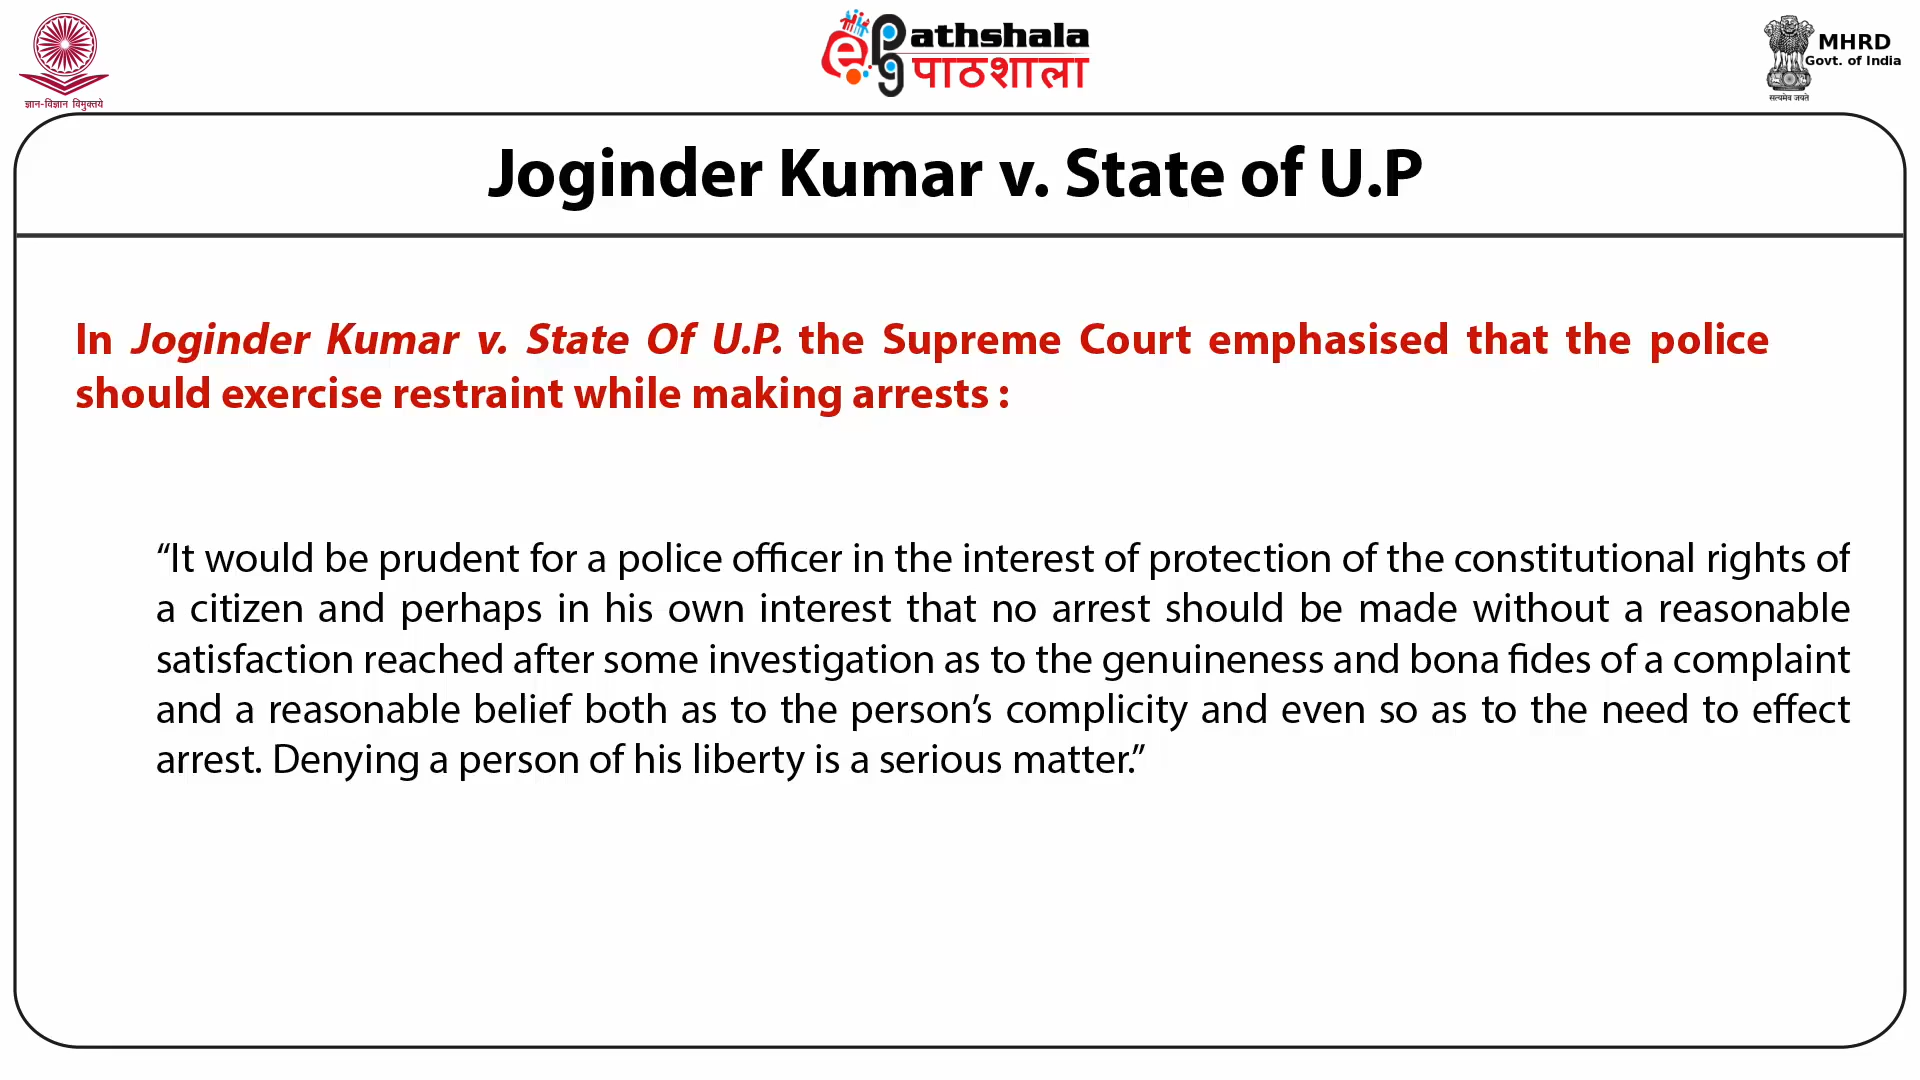 ज्ञान-विज्ञान विमुक्तये
e Pg athshala
पाठशाला
MHRD
Govt. of India
सत्यमेव जयते
Joginder Kumar v. State of U.P
In Joginder Kumar v. State Of U.P. the Supreme Court emphasised that the police
should exercise restraint while making arrests :
“It would be prudent for a police officer in the interest of protection of the constitutional rights of
a citizen and perhaps in his own interest that no arrest should be made without a reasonable
satisfaction reached after some investigation as to the genuineness and bona fides of a complaint
and a reasonable belief both as to the person’s complicity and even so as to the need to effect
arrest. Denying a person of his liberty is a serious matter.”